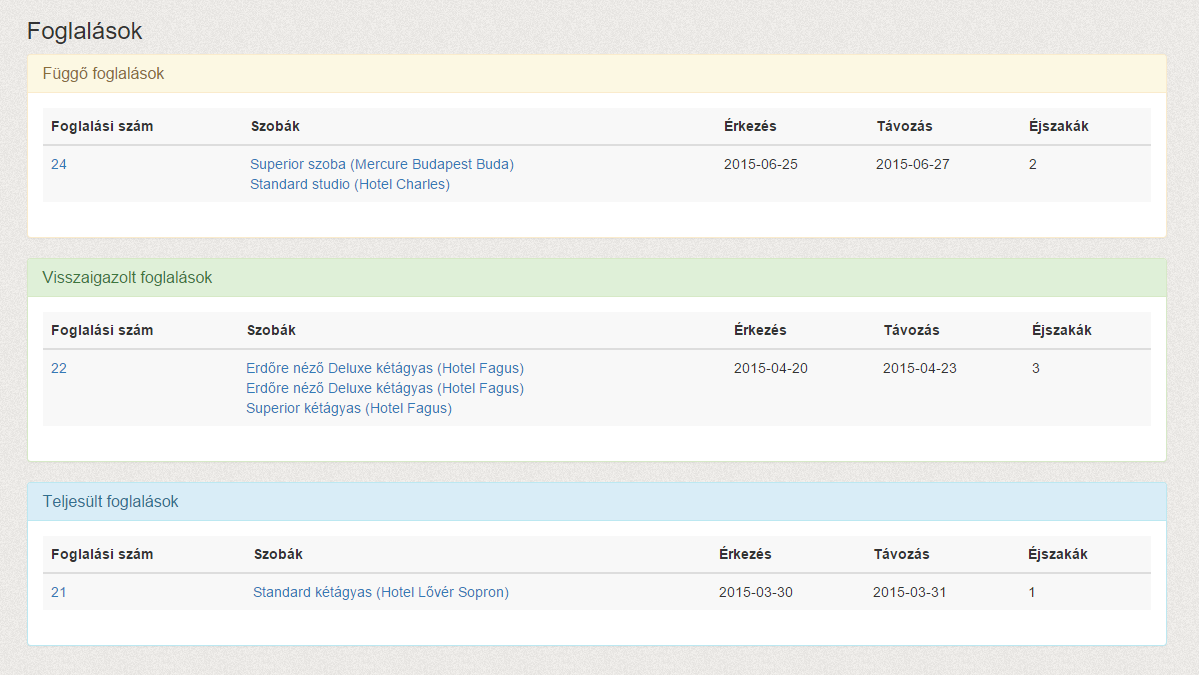 Foglalások
Függő foglalások
Foglalási szám Szobák Érkezés Távozás Éjszakák
24 Superior szoba (Mercure Budapest Buda) 2015-06-25 2015-06-27 2
Standard studio (Hotel Charles)
Visszaigazolt foglalások
Foglalási szám Szobák Érkezés Távozás Éjszakák
22 Erdőre néző Deluxe kétágyas (Hotel Fagus) 2015-04-20 2015-04-23 3
Erdőre néző Deluxe kétágyas (Hotel Fagus)
Superior kétágyas (Hotel Fagus)
Teljesült foglalások
Foglalási szám Szobák Érkezés Távozás Éjszakák
21 Standard kétágyas (Hotel Lővér Sopron) 2015-03-30 2015-03-31 1